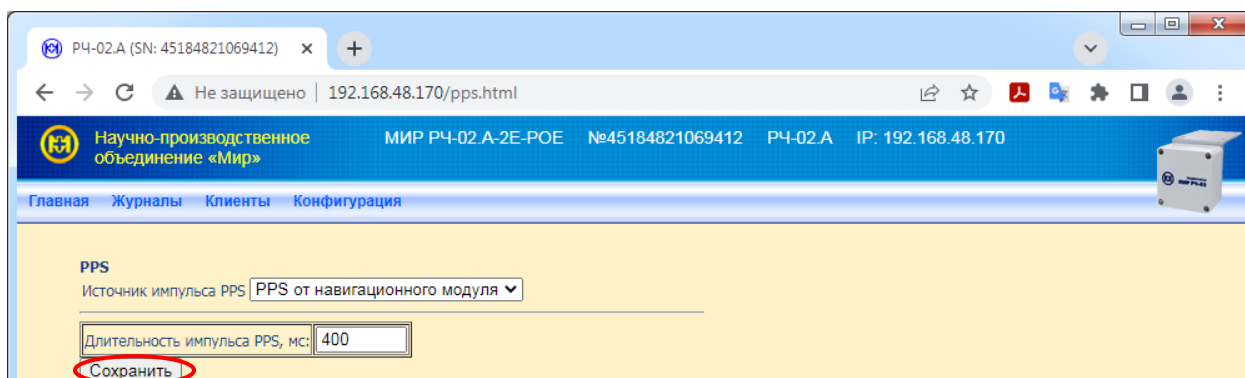 РЧ-02.А (SN: 45184821069412)
Не защищено | 192.168.48.170/pps.html
Научно-производственное объединение «Мир»
МИР РЧ-02.А-2Е-РОЕ №45184821069412 РЧ-02.А IP: 192.168.48.170
Главная Журналы Клиенты Конфигурация
PPS
Источник импульса PPS PPS от навигационного модуля
Длительность импульса PPS, мс: 400
Сохранить